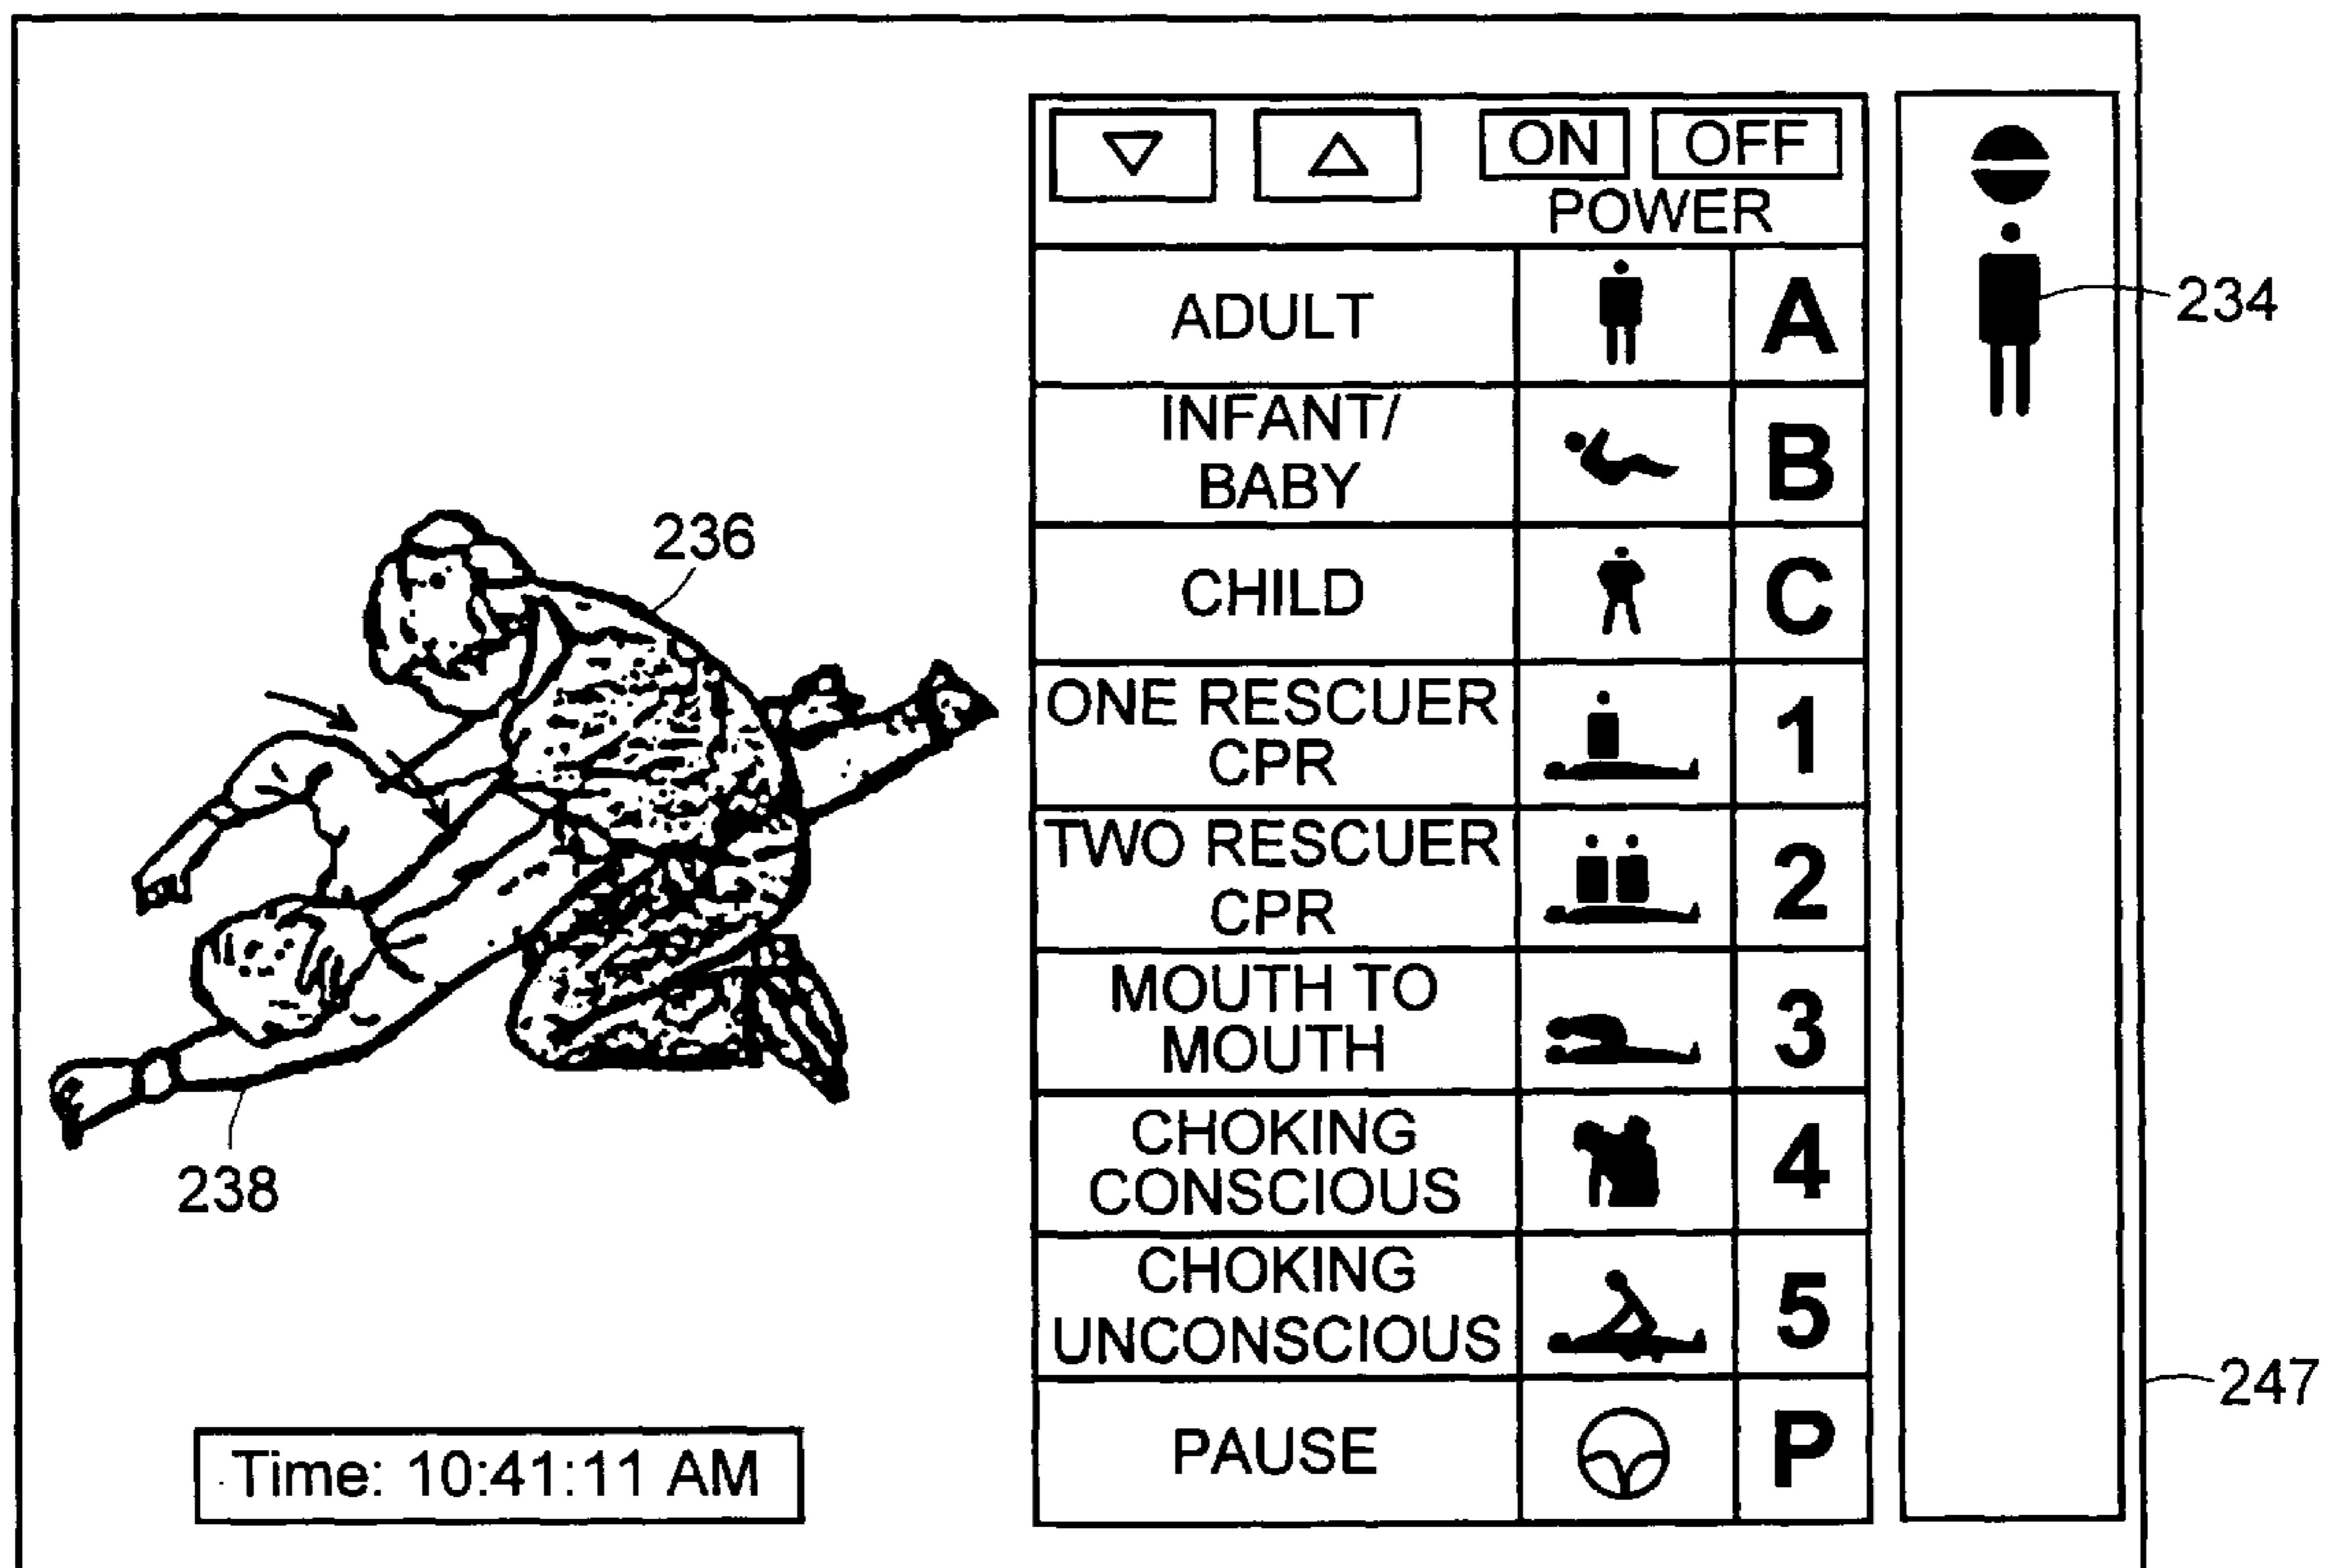 ON OFF
POWER
ADULT A
INFANT/
BABY B
CHILD C
ONE RESCUER
CPR 1
TWO RESCUER
CPR 2
MOUTH TO
MOUTH 3
CHOKING
CONSCIOUS 4
CHOKING
UNCONSCIOUS 5
PAUSE P
234
236
238
247
Time: 10:41:11 AM